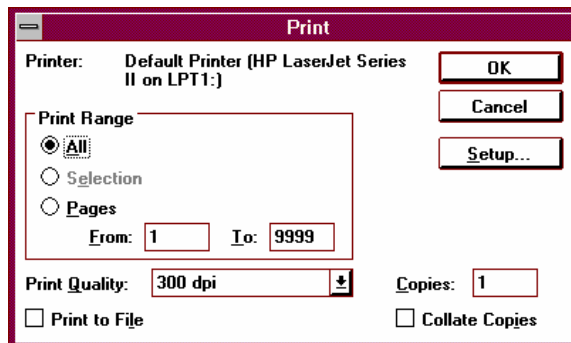 Print
Printer: Default Printer (HP LaserJet Series
II on LPT1:)
OK
Cancel
Setup...
Print Range
All
Selection
Pages
From: 1 To: 9999
Print Quality: 300 dpi Copies: 1
Print to File Collate Copies